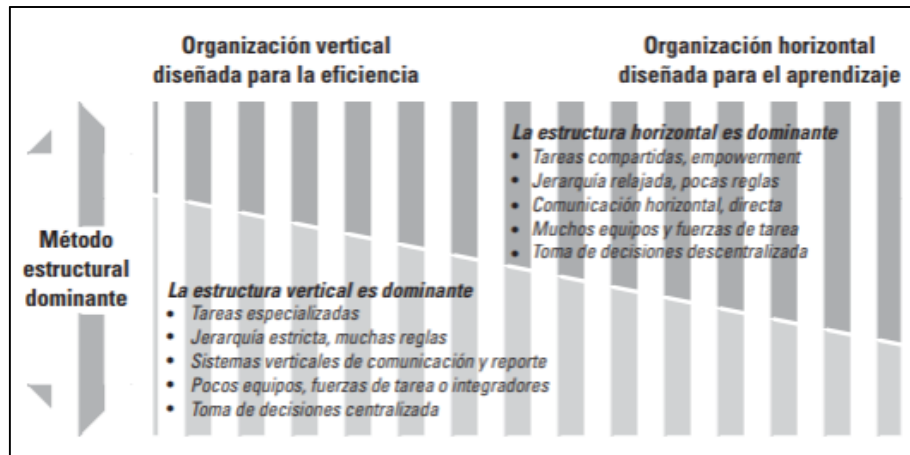 Organización vertical
diseñada para la eficiencia
Organización horizontal
diseñada para el aprendizaje
La estructura horizontal es dominante
• Tareas compartidas, empowerment
• Jerarquía relajada, pocas reglas
• Comunicación horizontal, directa
• Muchos equipos y fuerzas de tarea
• Toma de decisiones descentralizada
Método
estructural
dominante
La estructura vertical es dominante
• Tareas especializadas
• Jerarquía estricta, muchas reglas
• Sistemas verticales de comunicación y reporte
• Pocos equipos, fuerzas de tarea o integradores
• Toma de decisiones centralizada